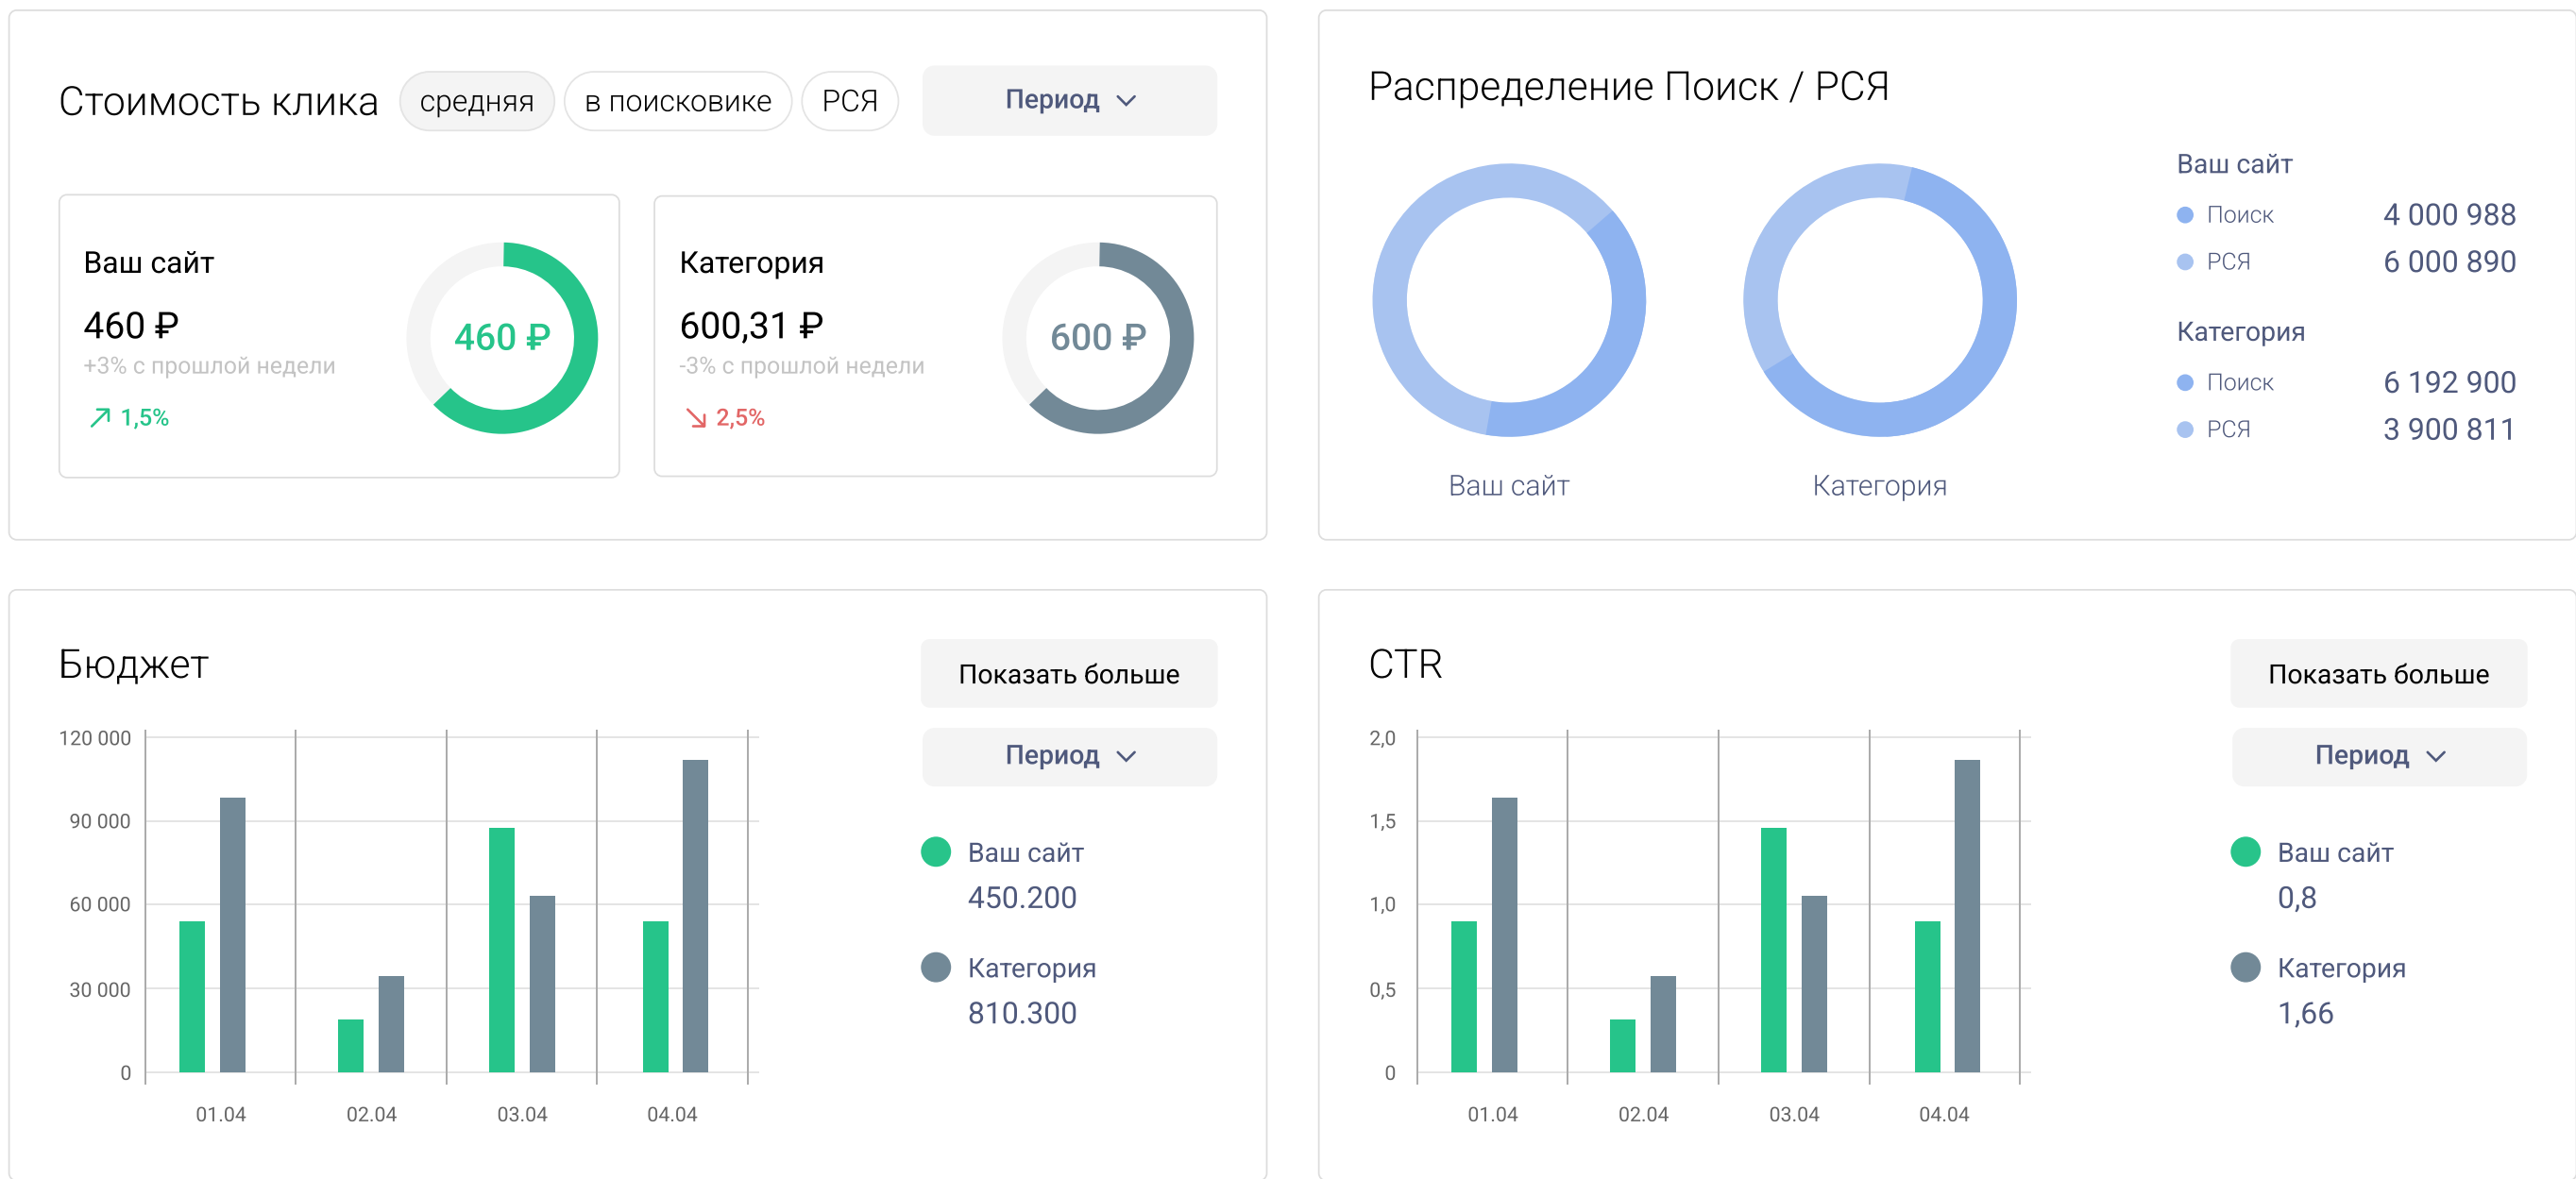 Стоимость клика
средняя
в поисковике
РСЯ
Период
Ваш сайт
460 ₽
+3% с прошлой недели
1,5%
460 ₽
Категория
600,31 ₽
-3% с прошлой недели
2,5%
600 ₽
Распределение Поиск / РСЯ
Ваш сайт
Категория
Ваш сайт
Поиск 4 000 988
РСЯ 6 000 890
Категория
Поиск 6 192 900
РСЯ 3 900 811
Бюджет
Показать больше
Период
120 000
90 000
60 000
30 000
0
01.04 02.04 03.04 04.04
Ваш сайт
450.200
Категория
810.300
CTR
Показать больше
Период
2,0
1,5
1,0
0,5
0
01.04 02.04 03.04 04.04
Ваш сайт
0,8
Категория
1,66